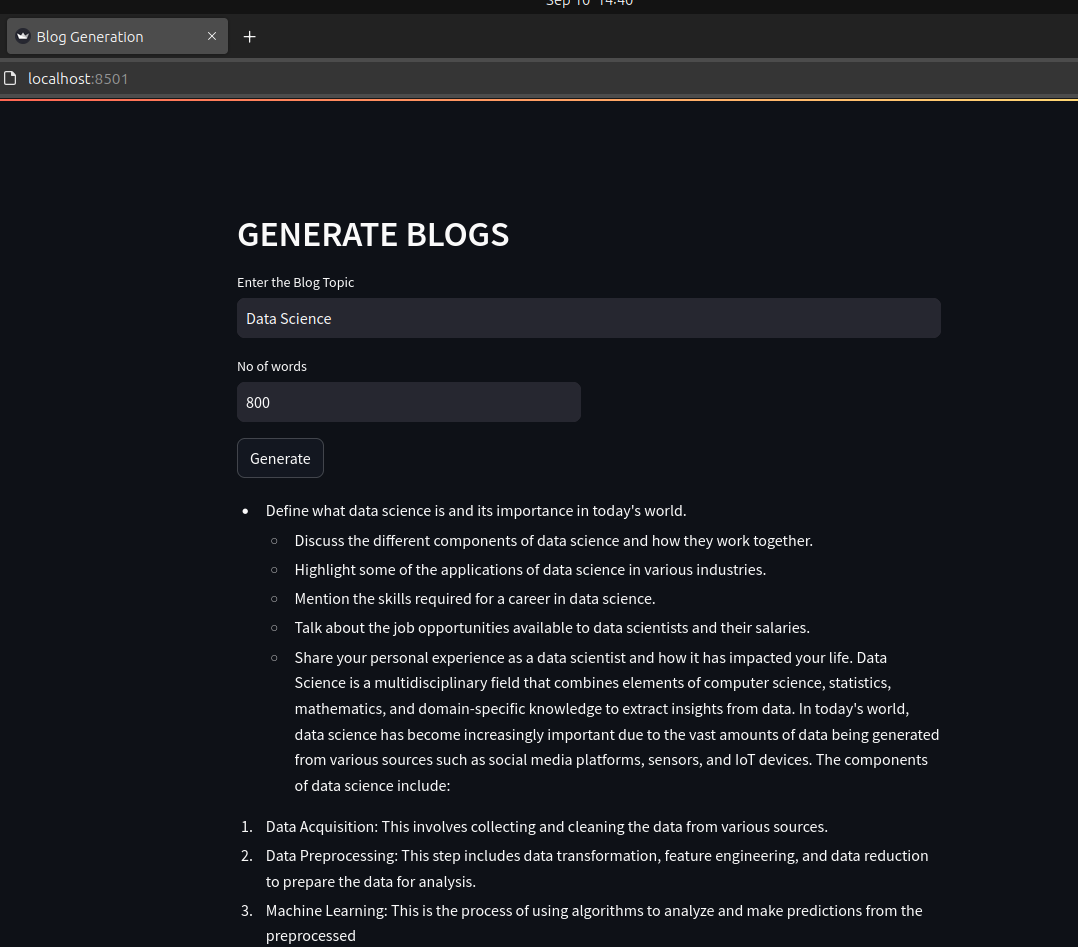 Sep 10 14:40
Blog Generation
localhost:8501
GENERATE BLOGS
Enter the Blog Topic
Data Science
No of words
800
Generate
• Define what data science is and its importance in today's world.
○ Discuss the different components of data science and how they work together.
○ Highlight some of the applications of data science in various industries.
○ Mention the skills required for a career in data science.
○ Talk about the job opportunities available to data scientists and their salaries.
○ Share your personal experience as a data scientist and how it has impacted your life. Data
Science is a multidisciplinary field that combines elements of computer science, statistics,
mathematics, and domain-specific knowledge to extract insights from data. In today's world,
data science has become increasingly important due to the vast amounts of data being generated
from various sources such as social media platforms, sensors, and IoT devices. The components
of data science include:
1. Data Acquisition: This involves collecting and cleaning the data from various sources.
2. Data Preprocessing: This step includes data transformation, feature engineering, and data reduction
to prepare the data for analysis.
3. Machine Learning: This is the process of using algorithms to analyze and make predictions from the
preprocessed